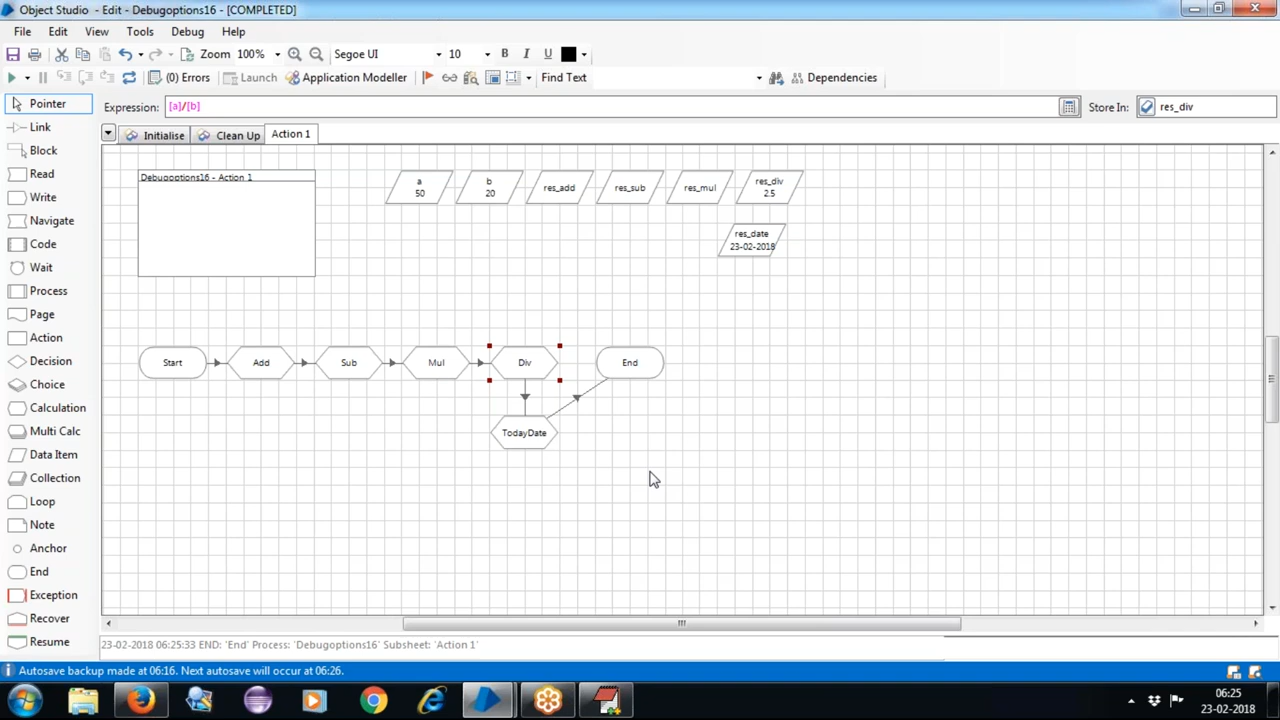 Object Studio - Edit - Debugoptions16 - [COMPLETED]
File Edit View Tools Debug Help
Zoom 100% Segoe UI 10 B I U
(0) Errors Launch Application Modeller Find Text Dependencies
Pointer
Expression: [a]/[b] Store In: res_div
Link
Initialise Clean Up Action 1
Block
Read
Write
Navigate
Code
Wait
Process
Page
Action
Decision
Choice
Calculation
Multi Calc
Data Item
Collection
Loop
Note
Anchor
End
Exception
Recover
Resume
Debugoptions16 - Action 1
a
50
b
20
res_add
res_sub
res_mul
res_div
2.5
res_date
23-02-2018
Start
Add
Sub
Mul
Div
End
TodayDate
23-02-2018 06:25:33 END: 'End' Process: 'Debugoptions16' Subsheet: 'Action 1'
Autosave backup made at 06:16. Next autosave will occur at 06:26.
06:25
23-02-2018